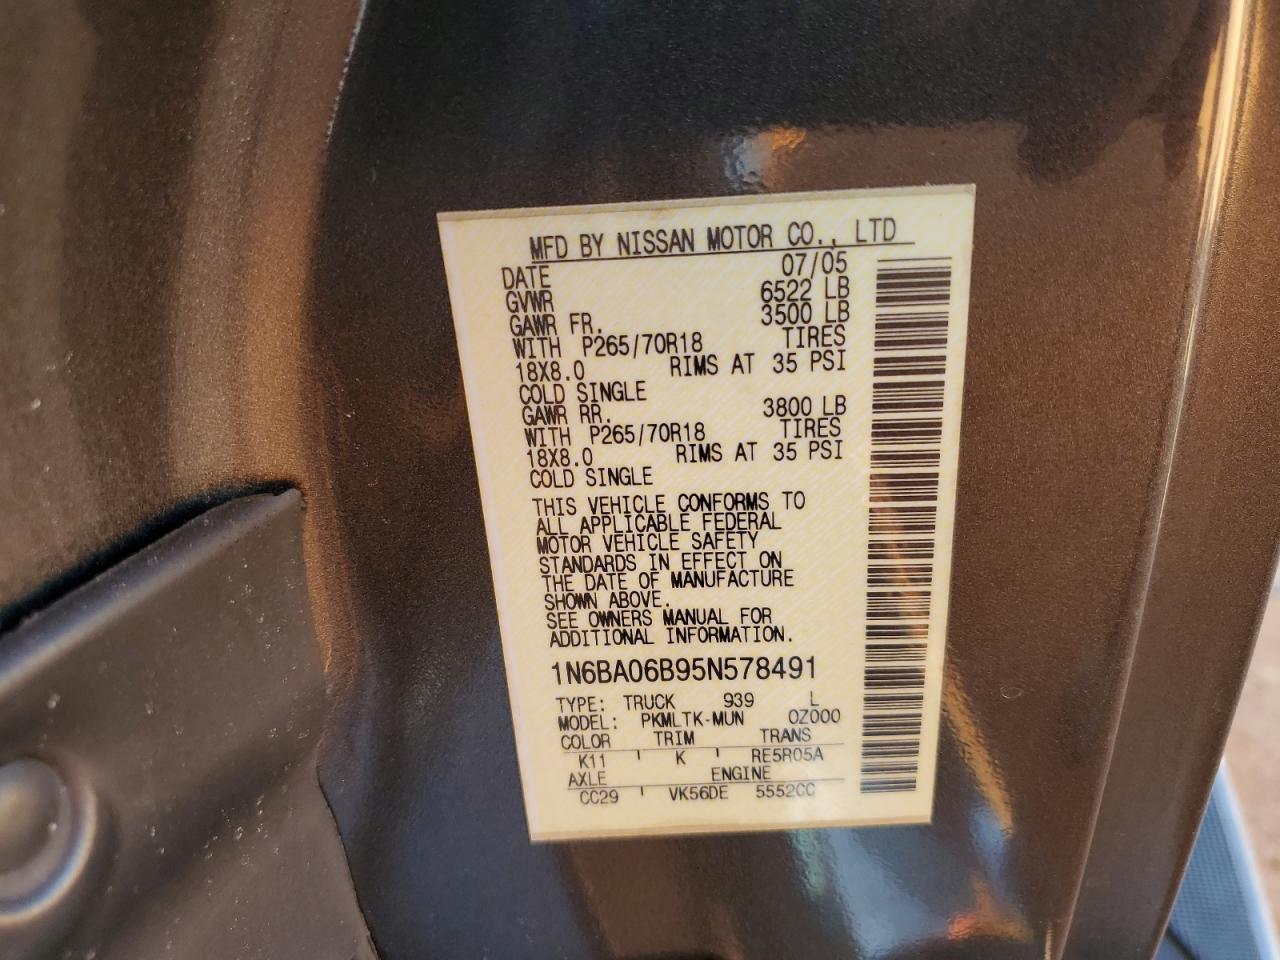 MFD BY NISSAN MOTOR CO., LTD
DATE 07/05
GVWR 6522 LB
GAWR FR. 3500 LB
WITH P265/70R18 TIRES
18X8.0 RIMS AT 35 PSI
COLD SINGLE
GAWR RR. 3800 LB
WITH P265/70R18 TIRES
18X8.0 RIMS AT 35 PSI
COLD SINGLE
THIS VEHICLE CONFORMS TO
ALL APPLICABLE FEDERAL
MOTOR VEHICLE SAFETY
STANDARDS IN EFFECT ON
THE DATE OF MANUFACTURE
SHOWN ABOVE.
SEE OWNERS MANUAL FOR
ADDITIONAL INFORMATION.
1N6BA06B95N578491
TYPE: TRUCK 939 L
MODEL: PKMLTK-MUN 0Z000
COLOR TRIM TRANS
K11 K RE5R05A
AXLE ENGINE
CC29 VK56DE 5552CC